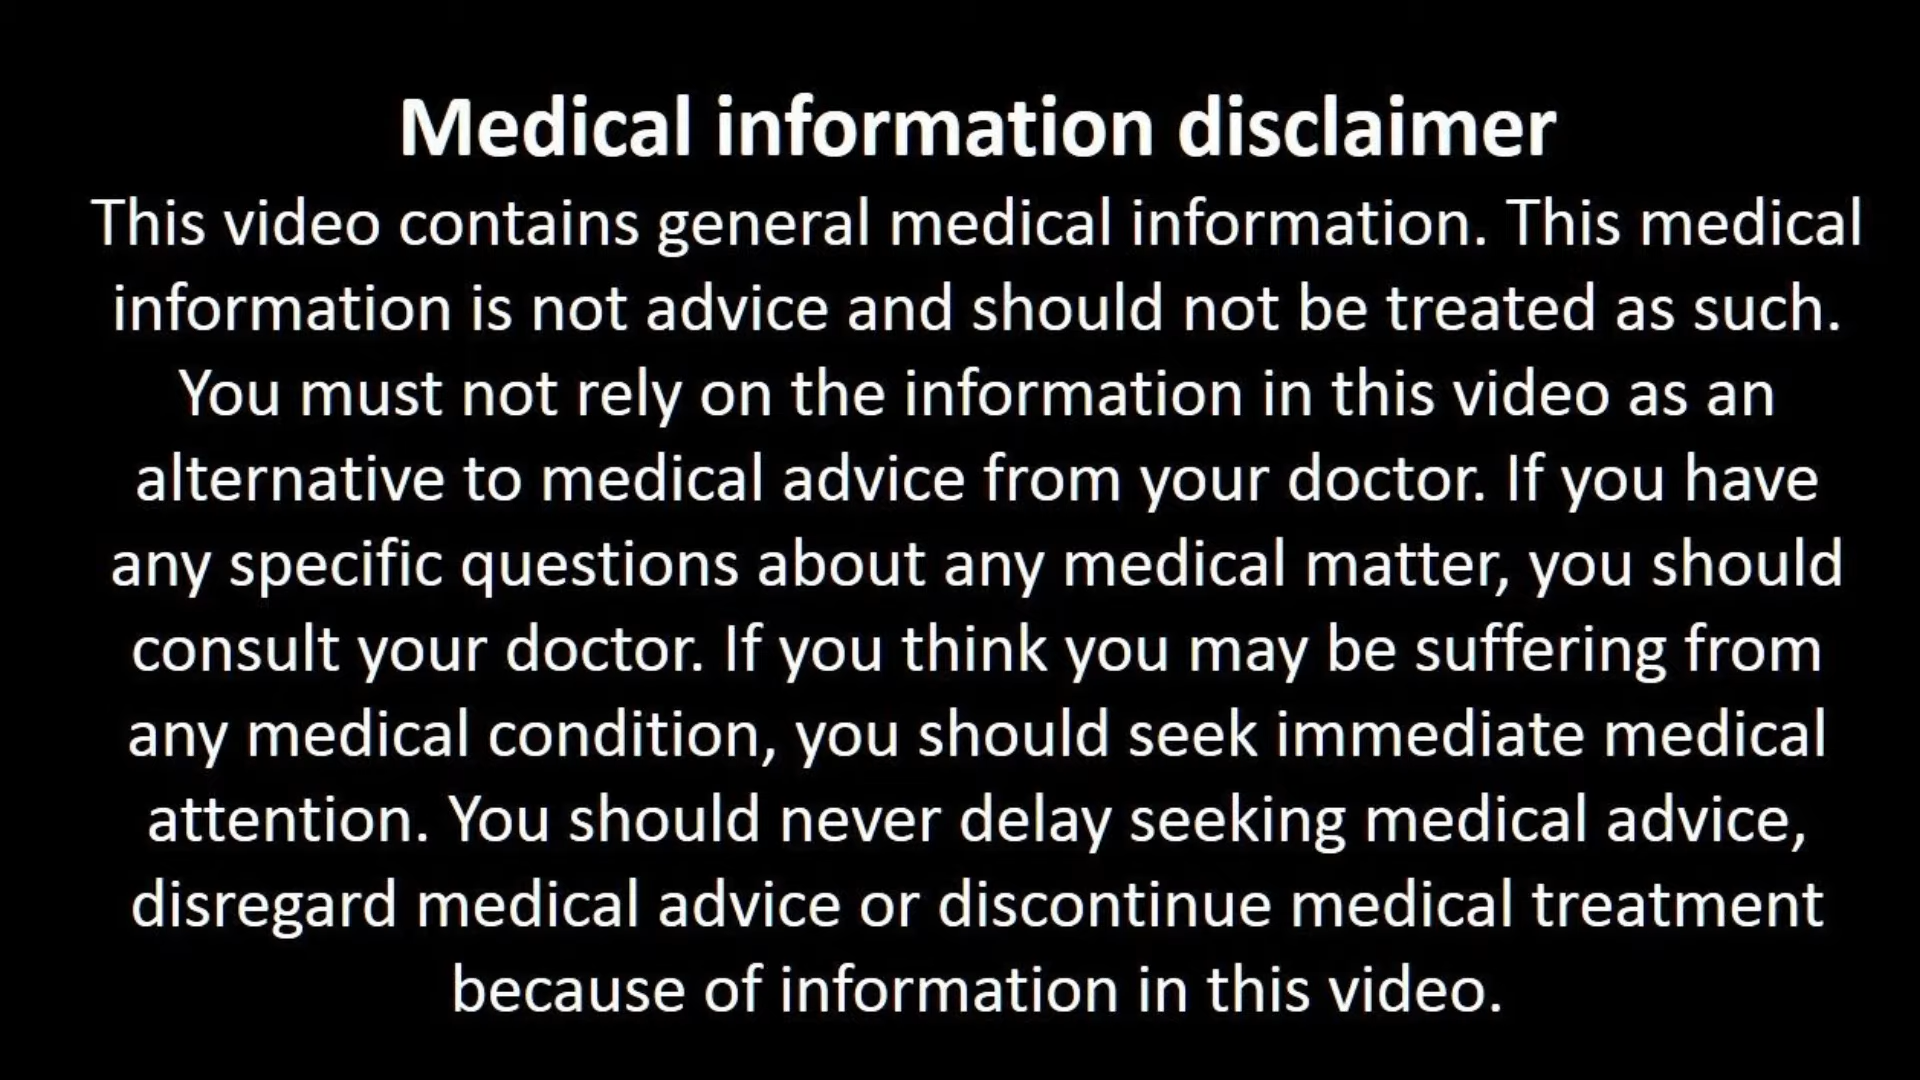 Medical information disclaimer
This video contains general medical information. This medical
information is not advice and should not be treated as such.
You must not rely on the information in this video as an
alternative to medical advice from your doctor. If you have
any specific questions about any medical matter, you should
consult your doctor. If you think you may be suffering from
any medical condition, you should seek immediate medical
attention. You should never delay seeking medical advice,
disregard medical advice or discontinue medical treatment
because of information in this video.